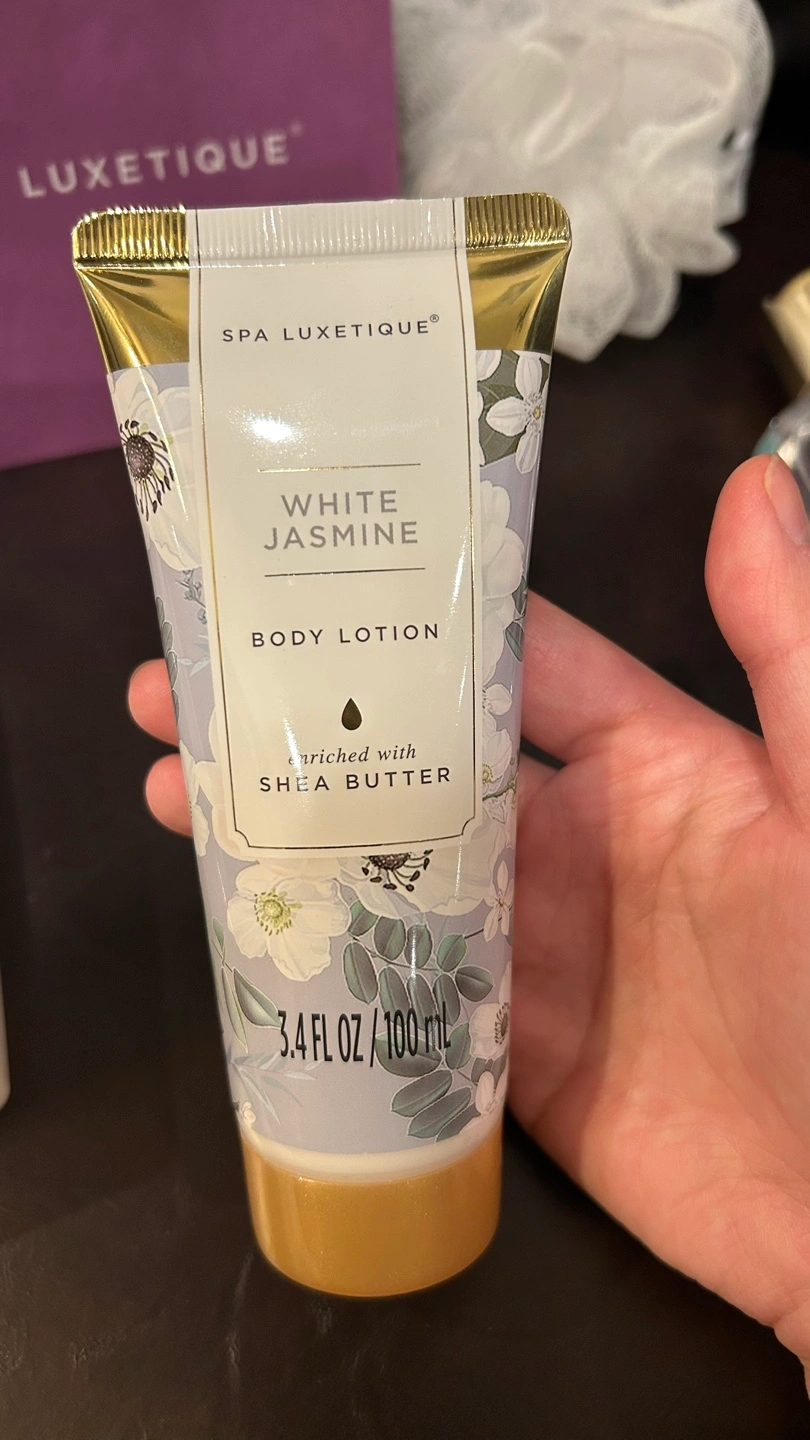 LUXETIQUE®
SPA LUXETIQUE®
WHITE
JASMINE
BODY LOTION
enriched with
SHEA BUTTER
3.4 FL OZ / 100 mL